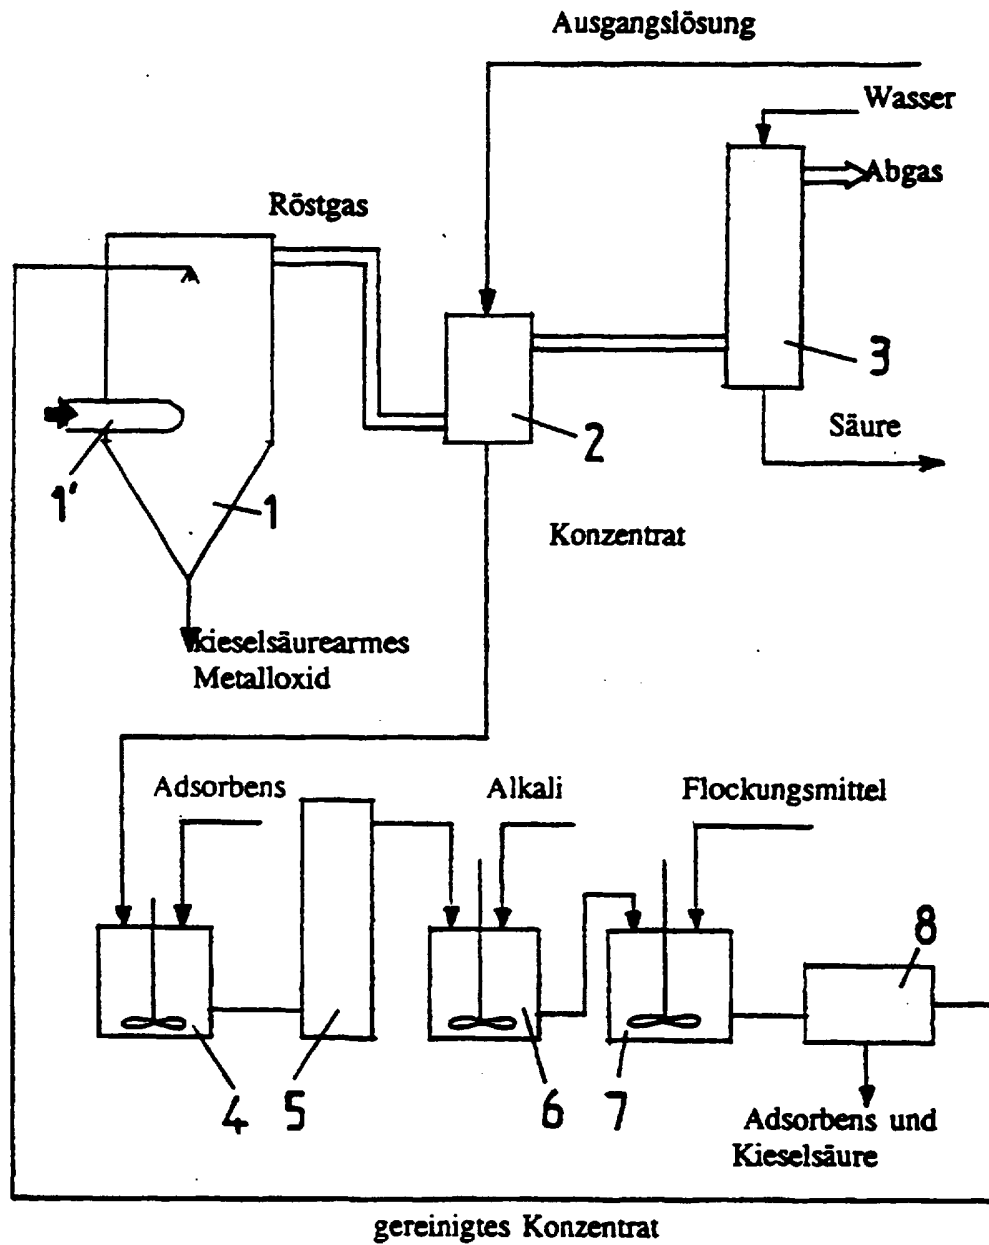 Ausgangslösung
Wasser
Abgas
Röstgas
3
2
Säure
1'
1
Konzentrat
kieselsäurearmes
Metalloxid
Adsorbens
Alkali
Flockungsmittel
8
4
5
6
7
Adsorbens und
Kieselsäure
gereinigtes Konzentrat